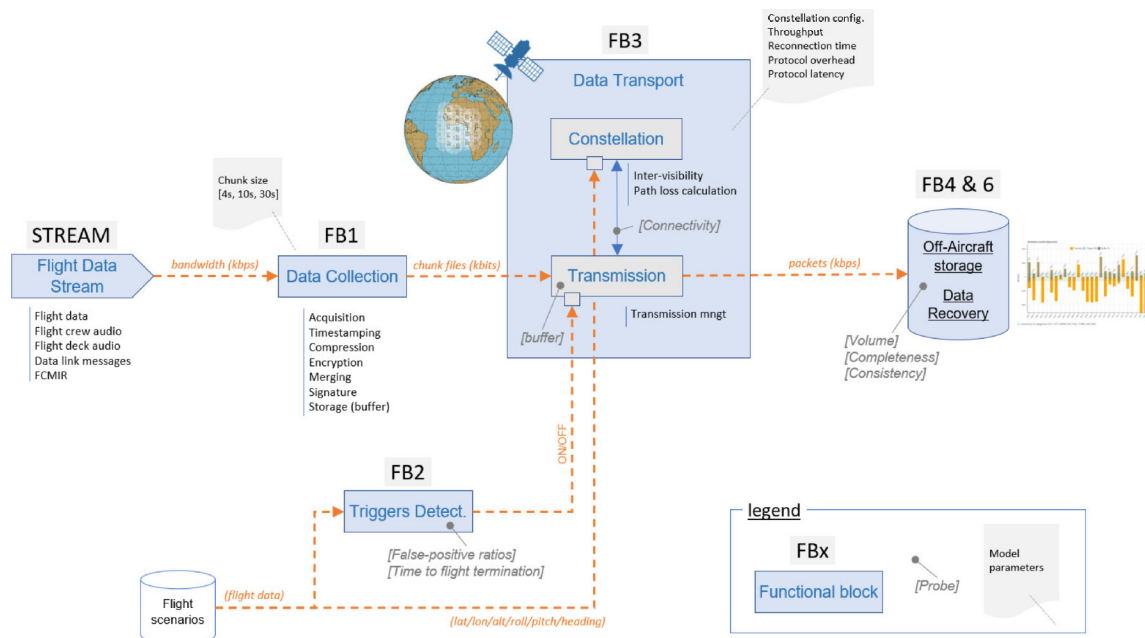 FB3
Data Transport
Constellation config.
Throughput
Reconnection time
Protocol overhead
Protocol latency
Constellation
Inter-visibility
Path loss calculation
[Connectivity]
Chunk size
[4s, 10s, 30s]
STREAM
Flight Data
Stream
Flight data
Flight crew audio
Flight deck audio
Data link messages
FCMIR
bandwidth (kbps)
FB1
Data Collection
Acquisition
Timestamping
Compression
Encryption
Merging
Signature
Storage (buffer)
chunk files (kbits)
Transmission
[buffer]
Transmission mngt
packets (kbps)
FB4 & 6
Off-Aircraft
storage
Data
Recovery
[Volume]
[Completeness]
[Consistency]
ON/OFF
FB2
Triggers Detect.
[False-positive ratios]
[Time to flight termination]
Flight
scenarios
(flight data)
(lat/lon/alt/roll/pitch/heading)
legend
FBx
Functional block
[Probe]
Model
parameters